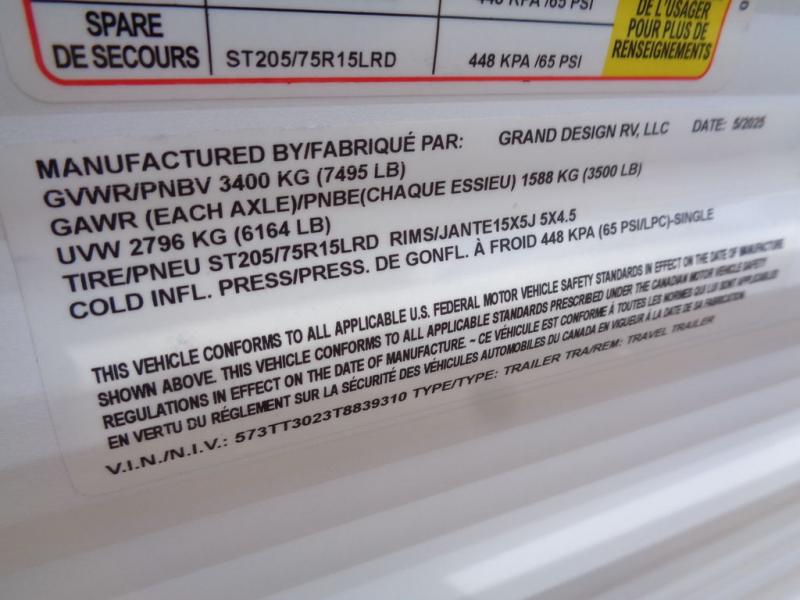 448 KPA /65 PSI
DE L'USAGER
POUR PLUS DE
RENSEIGNEMENTS
SPARE
DE SECOURS ST205/75R15LRD 448 KPA /65 PSI
MANUFACTURED BY/FABRIQUÉ PAR: GRAND DESIGN RV, LLC DATE: 5/2025
GVWR/PNBV 3400 KG (7495 LB)
GAWR (EACH AXLE)/PNBE(CHAQUE ESSIEU) 1588 KG (3500 LB)
UVW 2796 KG (6164 LB)
TIRE/PNEU ST205/75R15LRD RIMS/JANTE15X5J 5X4.5
COLD INFL. PRESS/PRESS. DE GONFL. À FROID 448 KPA (65 PSI/LPC)-SINGLE
THIS VEHICLE CONFORMS TO ALL APPLICABLE U.S. FEDERAL MOTOR VEHICLE SAFETY STANDARDS IN EFFECT ON THE DATE OF MANUFACTURE
SHOWN ABOVE. THIS VEHICLE CONFORMS TO ALL APPLICABLE STANDARDS PRESCRIBED UNDER THE CANADIAN MOTOR VEHICLE SAFETY
REGULATIONS IN EFFECT ON THE DATE OF MANUFACTURE. ~ CE VÉHICULE EST CONFORME À TOUTES LES NORMES QUI LUI SONT APPLICABLES
EN VERTU DU RÉGLEMENT SUR LA SÉCURITÉ DES VÉHICULES AUTOMOBILES DU CANADA EN VIGUEUR À LA DATE DE SA FABRICATION.
V.I.N./N.I.V.: 573TT3023T8839310 TYPE/TYPE: TRAILER TRA/REM: TRAVEL TRAILER